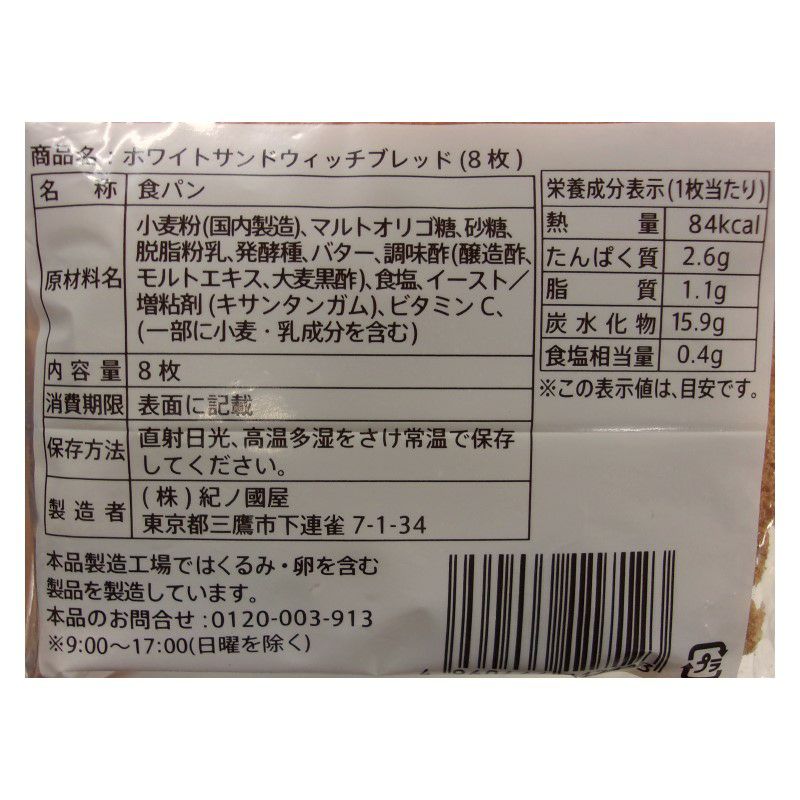 商品名：ホワイトサンドウィッチブレッド(8枚)
名称 食パン
原材料名 小麦粉(国内製造)、マルトオリゴ糖、砂糖、
脱脂粉乳、発酵種、バター、調味酢(醸造酢、
モルトエキス、大麦黒酢)、食塩、イースト／
増粘剤(キサンタンガム)、ビタミンC、
(一部に小麦・乳成分を含む)
内容量 8枚
消費期限 表面に記載
保存方法 直射日光、高温多湿をさけ常温で保存
してください。
製造者 (株)紀ノ國屋
東京都三鷹市下連雀7-1-34
栄養成分表示(1枚当たり)
熱量 84kcal
たんぱく質 2.6g
脂質 1.1g
炭水化物 15.9g
食塩相当量 0.4g
※この表示値は、目安です。
本品製造工場ではくるみ・卵を含む
製品を製造しています。
本品のお問合せ：0120-003-913
※9:00〜17:00(日曜を除く)
プラ